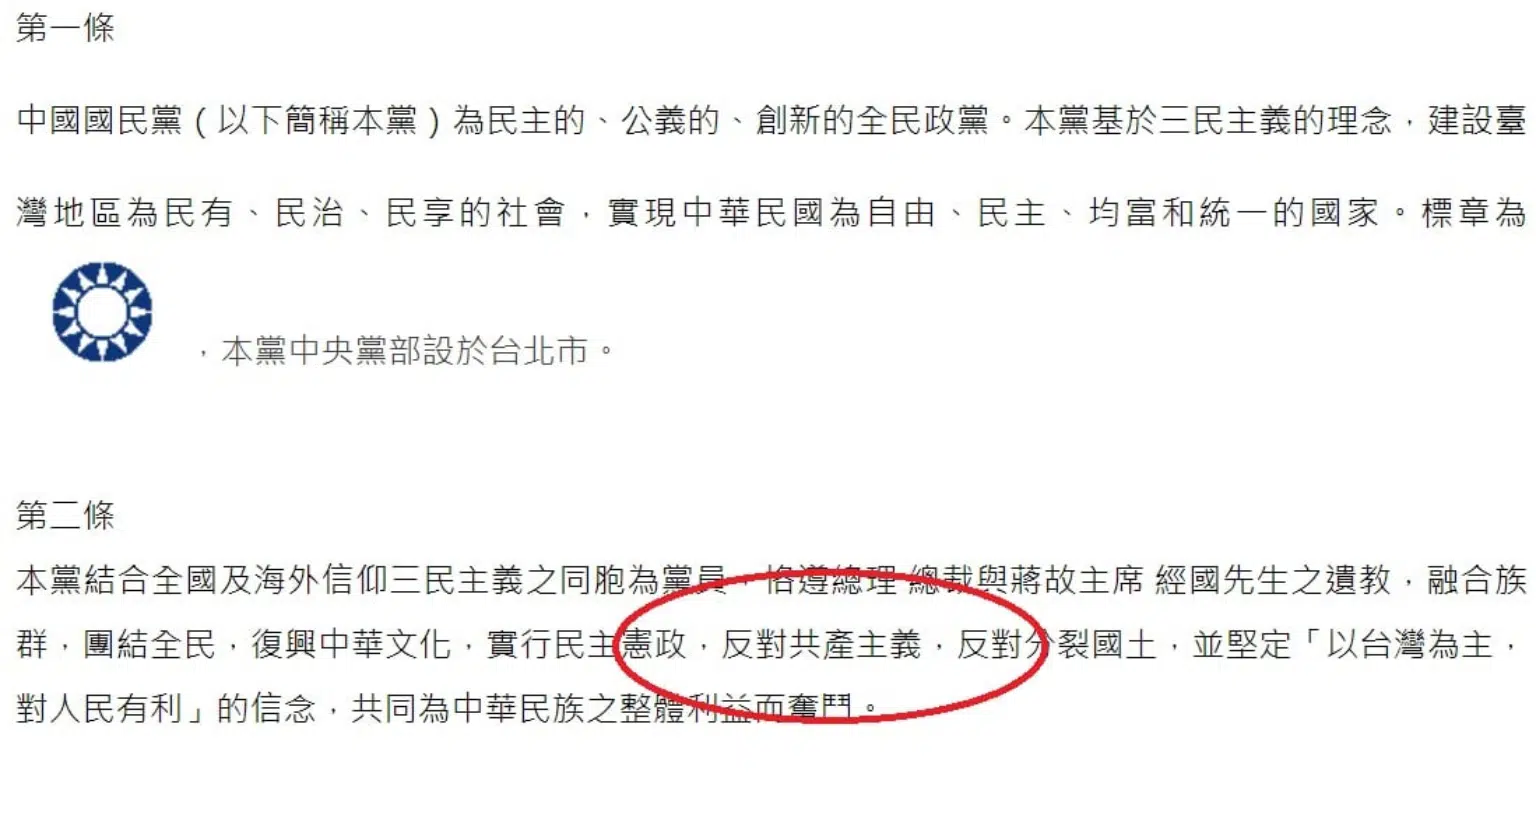 第一條
中國國民黨(以下簡稱本黨)為民主的、公義的、創新的全民政黨。本黨基於三民主義的理念，建設臺
灣地區為民有、民治、民享的社會，實現中華民國為自由、民主、均富和統一的國家。標章為
，本黨中央黨部設於台北市。
第二條
本黨結合全國及海外信仰三民主義之同胞為黨員，恪遵總理 總裁與蔣故主席 經國先生之遺教，融合族
群，團結全民，復興中華文化，實行民主憲政，反對共產主義，反對分裂國土，並堅定「以台灣為主，
對人民有利」的信念，共同為中華民族之整體利益而奮鬥。